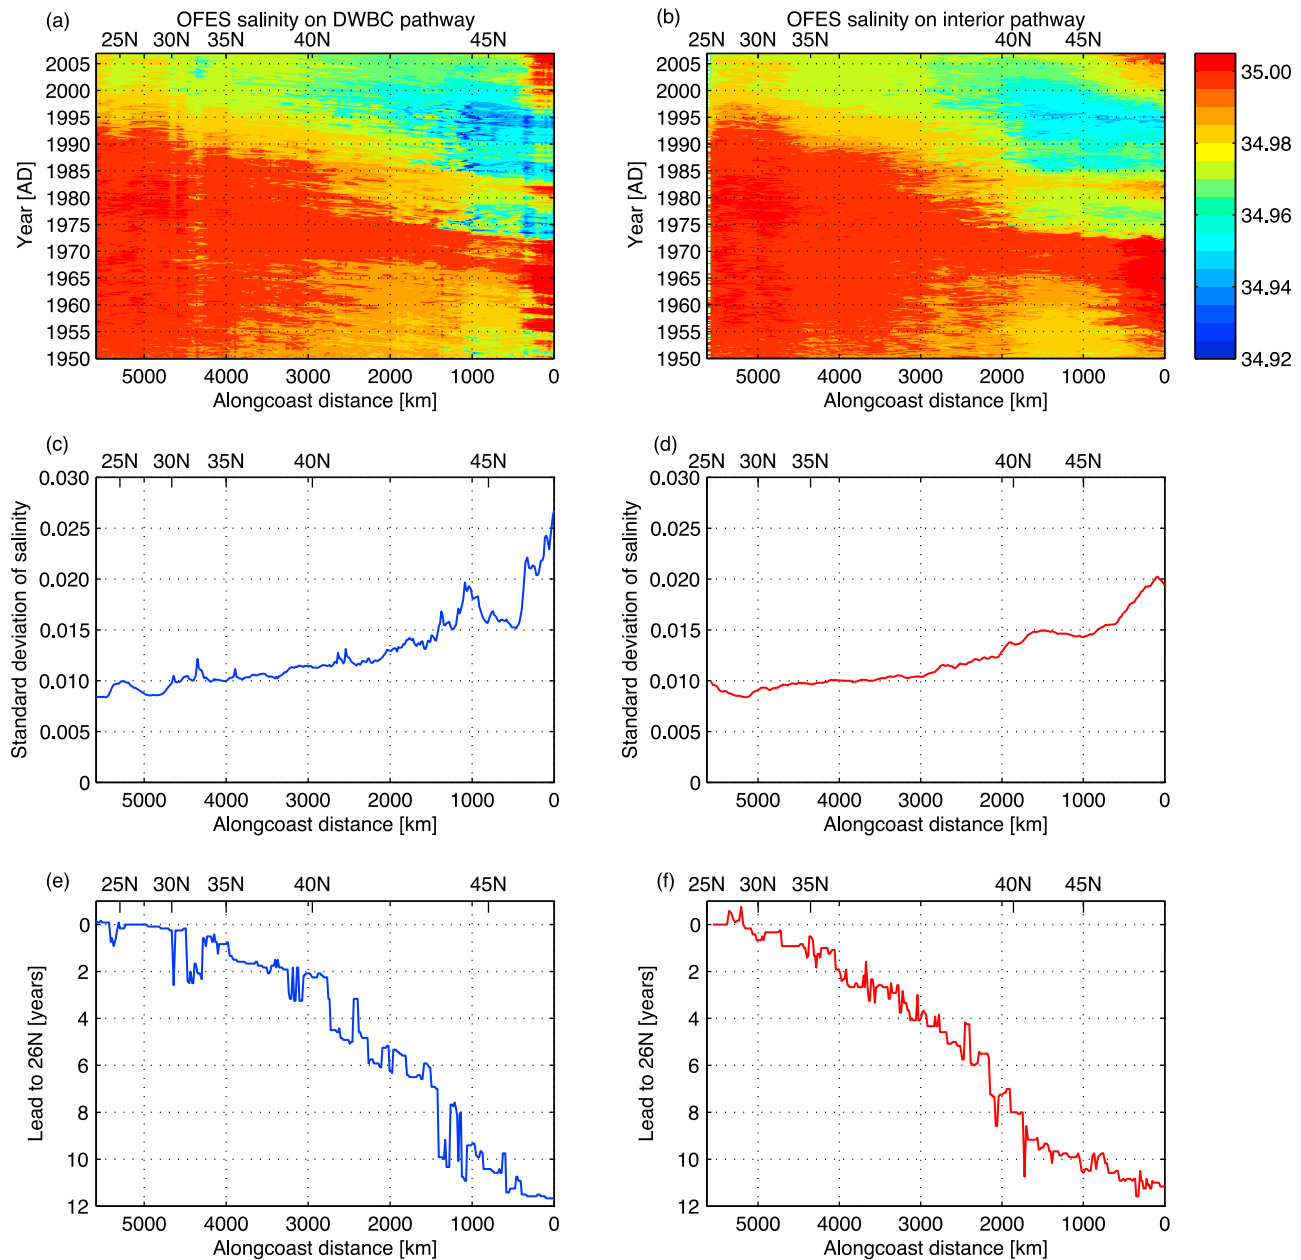 (a) OFES salinity on DWBC pathway
25N 30N 35N 40N 45N
2005
2000
1995
1990
1985
1980
1975
1970
1965
1960
1955
1950
Year [AD]
5000 4000 3000 2000 1000 0
Alongcoast distance [km]
(b) OFES salinity on interior pathway
25N 30N 35N 40N 45N
2005
2000
1995
1990
1985
1980
1975
1970
1965
1960
1955
1950
Year [AD]
5000 4000 3000 2000 1000 0
Alongcoast distance [km]
35.00
34.98
34.96
34.94
34.92
(c)
25N 30N 35N 40N 45N
0.030
0.025
0.020
0.015
0.010
0.005
0
Standard deviation of salinity
5000 4000 3000 2000 1000 0
Alongcoast distance [km]
(d)
25N 30N 35N 40N 45N
0.030
0.025
0.020
0.015
0.010
0.005
0
Standard deviation of salinity
5000 4000 3000 2000 1000 0
Alongcoast distance [km]
(e)
25N 30N 35N 40N 45N
0
2
4
6
8
10
12
Lead to 26N [years]
5000 4000 3000 2000 1000 0
Alongcoast distance [km]
(f)
25N 30N 35N 40N 45N
0
2
4
6
8
10
12
Lead to 26N [years]
5000 4000 3000 2000 1000 0
Alongcoast distance [km]